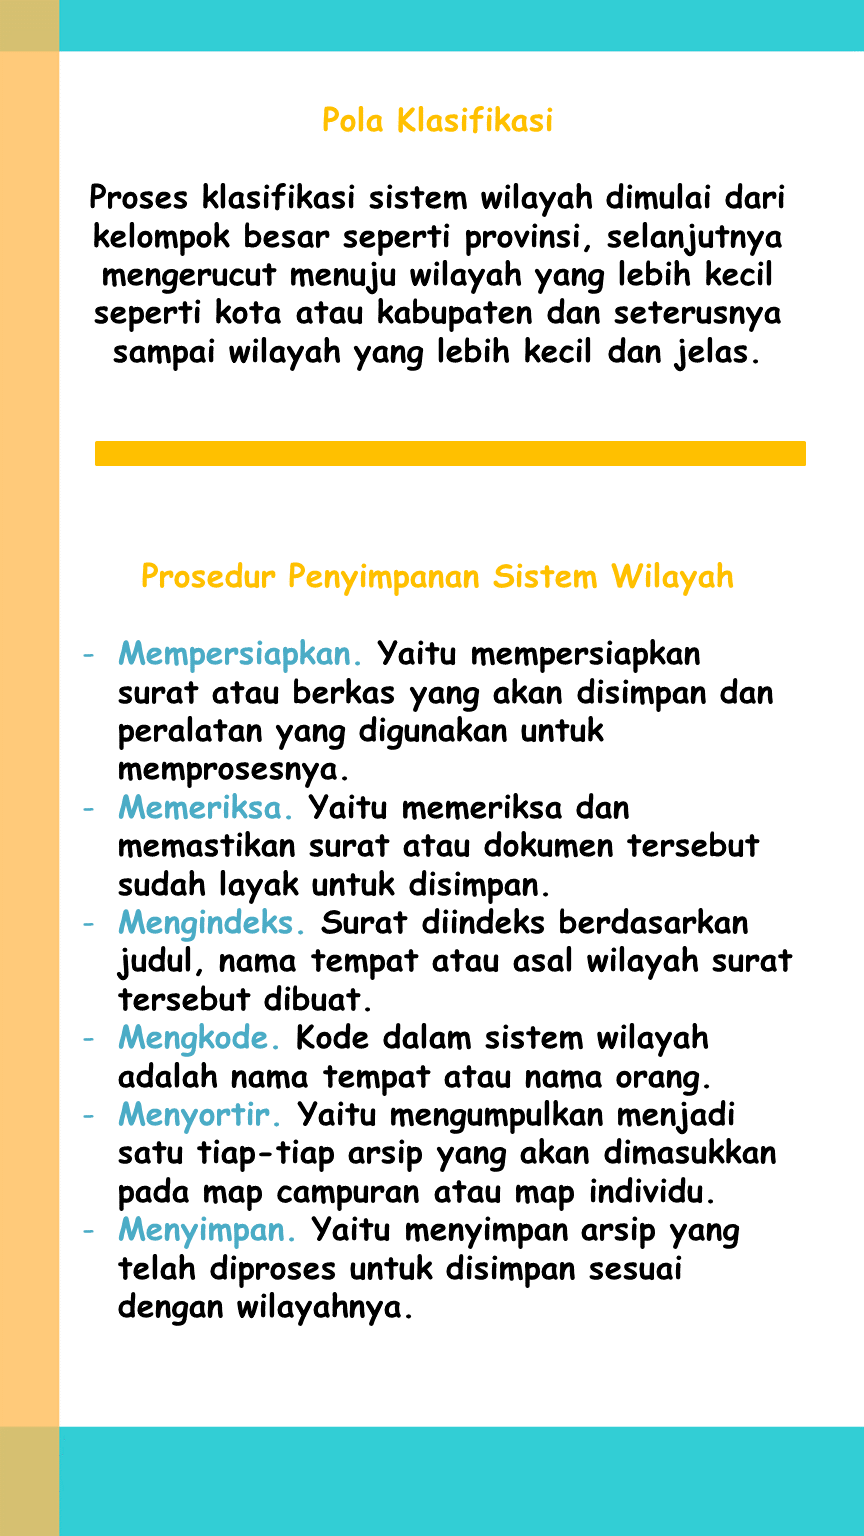 Pola Klasifikasi
Proses klasifikasi sistem wilayah dimulai dari
kelompok besar seperti provinsi, selanjutnya
mengerucut menuju wilayah yang lebih kecil
seperti kota atau kabupaten dan seterusnya
sampai wilayah yang lebih kecil dan jelas.
Prosedur Penyimpanan Sistem Wilayah
- Mempersiapkan. Yaitu mempersiapkan
surat atau berkas yang akan disimpan dan
peralatan yang digunakan untuk
memprosesnya.
- Memeriksa. Yaitu memeriksa dan
memastikan surat atau dokumen tersebut
sudah layak untuk disimpan.
- Mengindeks. Surat diindeks berdasarkan
judul, nama tempat atau asal wilayah surat
tersebut dibuat.
- Mengkode. Kode dalam sistem wilayah
adalah nama tempat atau nama orang.
- Menyortir. Yaitu mengumpulkan menjadi
satu tiap-tiap arsip yang akan dimasukkan
pada map campuran atau map individu.
- Menyimpan. Yaitu menyimpan arsip yang
telah diproses untuk disimpan sesuai
dengan wilayahnya.